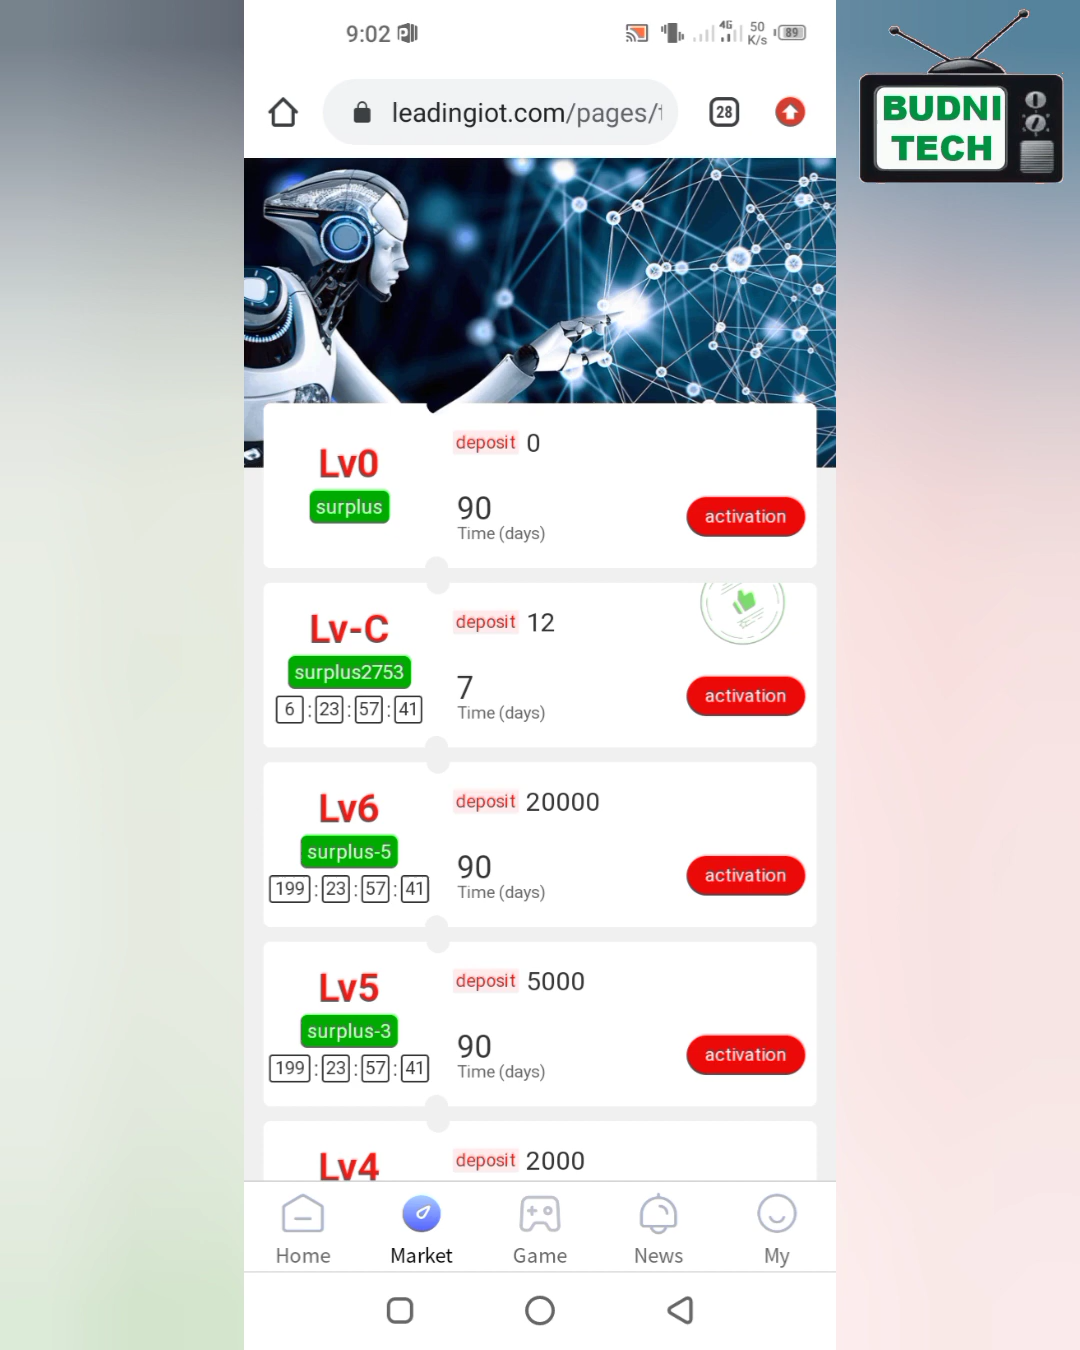 9:02
4G
50
K/s
89
leadingiot.com/pages/
28
BUDNI
TECH
Lv0
surplus
deposit 0
90
Time (days)
activation
Lv-C
surplus2753
6 : 23 : 57 : 41
deposit 12
7
Time (days)
activation
Lv6
surplus-5
199 : 23 : 57 : 41
deposit 20000
90
Time (days)
activation
Lv5
surplus-3
199 : 23 : 57 : 41
deposit 5000
90
Time (days)
activation
Lv4
deposit 2000
Home
Market
Game
News
My